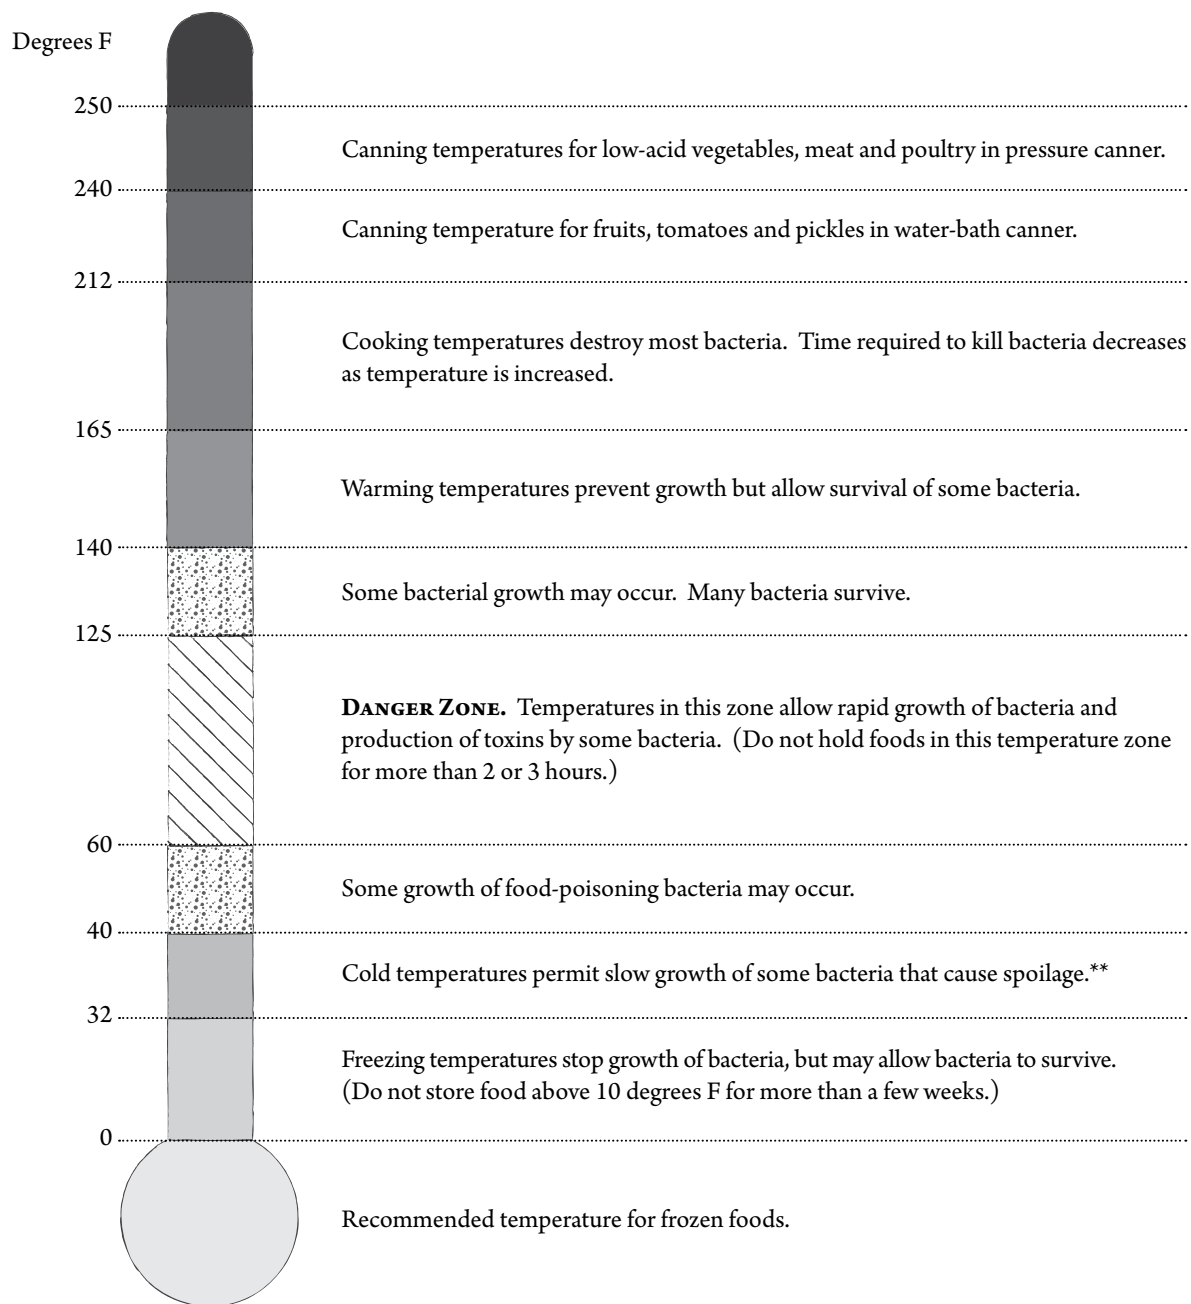 Degrees F
250
Canning temperatures for low-acid vegetables, meat and poultry in pressure canner.
240
Canning temperature for fruits, tomatoes and pickles in water-bath canner.
212
Cooking temperatures destroy most bacteria.  Time required to kill bacteria decreases
as temperature is increased.
165
Warming temperatures prevent growth but allow survival of some bacteria.
140
Some bacterial growth may occur.  Many bacteria survive.
125
DANGER ZONE.  Temperatures in this zone allow rapid growth of bacteria and
production of toxins by some bacteria.  (Do not hold foods in this temperature zone
for more than 2 or 3 hours.)
60
Some growth of food-poisoning bacteria may occur.
40
Cold temperatures permit slow growth of some bacteria that cause spoilage.**
32
Freezing temperatures stop growth of bacteria, but may allow bacteria to survive.
(Do not store food above 10 degrees F for more than a few weeks.)
0
Recommended temperature for frozen foods.